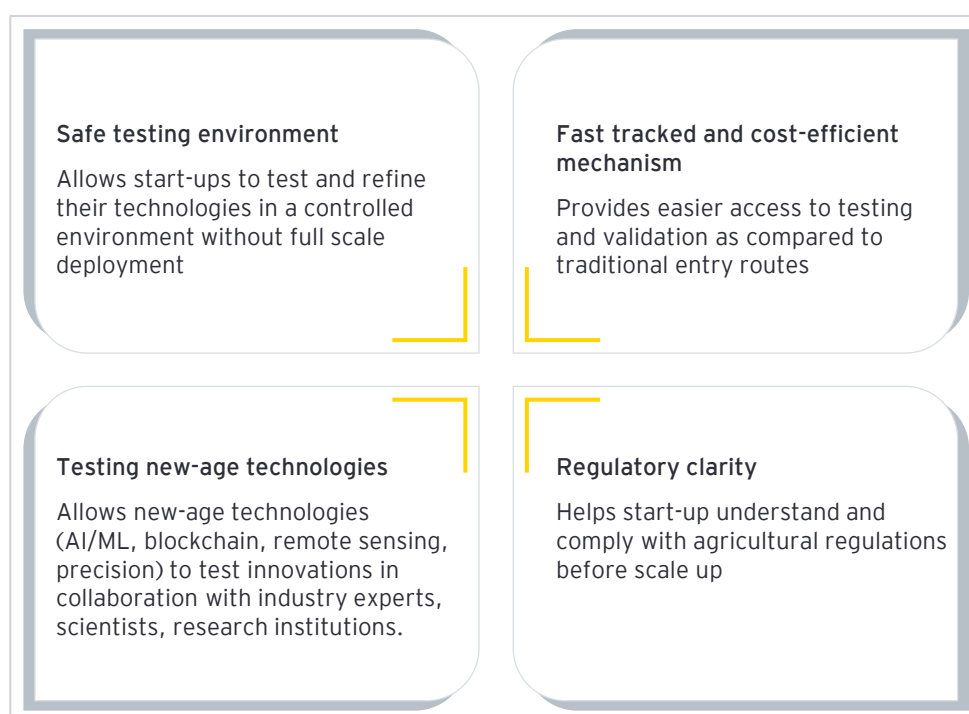 Safe testing environment
Allows start-ups to test and refine
their technologies in a controlled
environment without full scale
deployment
Fast tracked and cost-efficient
mechanism
Provides easier access to testing
and validation as compared to
traditional entry routes
Testing new-age technologies
Allows new-age technologies
(AI/ML, blockchain, remote sensing,
precision) to test innovations in
collaboration with industry experts,
scientists, research institutions.
Regulatory clarity
Helps start-up understand and
comply with agricultural regulations
before scale up